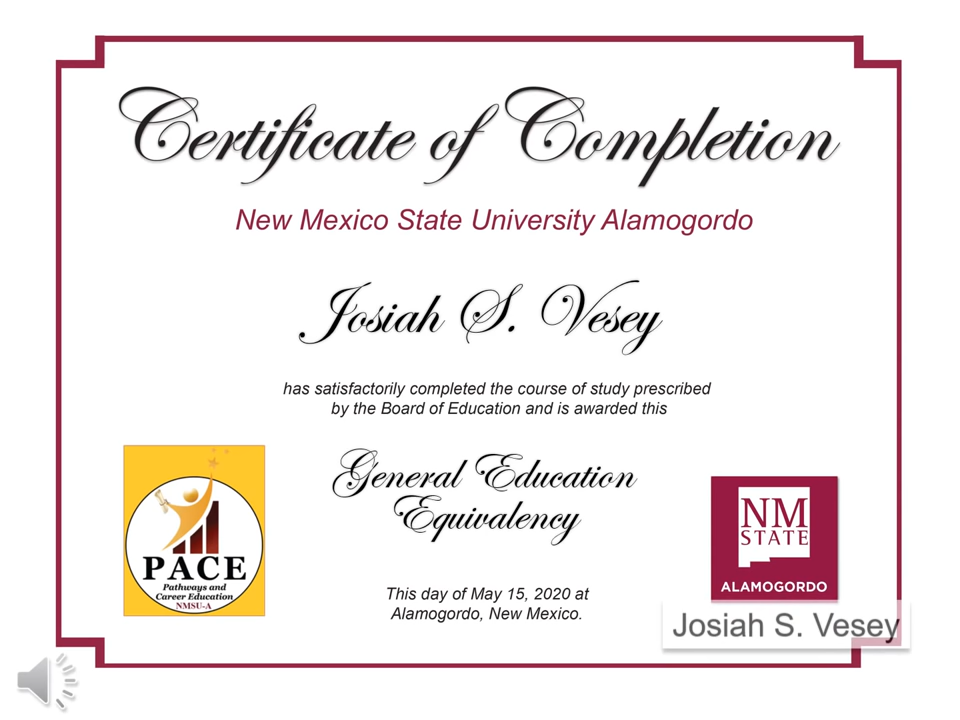 Certificate of Completion
New Mexico State University Alamogordo
Josiah S. Vesey
has satisfactorily completed the course of study prescribed
by the Board of Education and is awarded this
General Education
Equivalency
PACE
Pathways and
Career Education
NMSU-A
NM
STATE
ALAMOGORDO
This day of May 15, 2020 at
Alamogordo, New Mexico.
Josiah S. Vesey